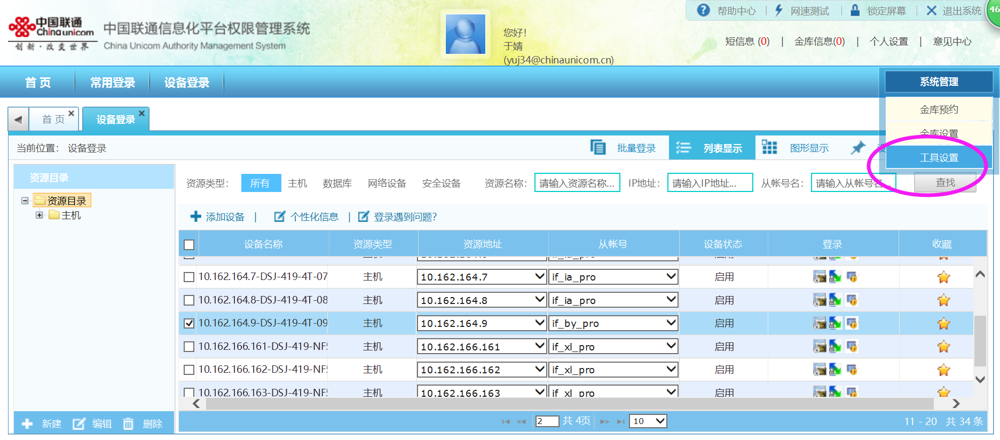 帮助中心 | 网速测试 | 锁定屏幕 | 退出系统
46
中国联通
China unicom
创新·改变世界
中国联通信息化平台权限管理系统
China Unicom Authority Management System
您好!
于婧
(yuj34@chinaunicom.cn)
短信息 (0) | 金库信息(0) | 个人设置 | 意见中心
首 页 常用登录 设备登录 系统管理
金库预约
金库设置
工具设置
首 页 设备登录
当前位置: 设备登录 批量登录 列表显示 图形显示
资源目录
资源目录
主机
资源类型: 所有 主机 数据库 网络设备 安全设备 资源名称: 请输入资源名称... IP地址: 请输入IP地址... 从帐号名: 请输入从帐号名... 查找
添加设备 | 个性化信息 | 登录遇到问题?
设备名称 资源类型 资源地址 从帐号 设备状态 登录 收藏
10.162.164.7-DSJ-419-4T-07 主机 10.162.164.7 if_ia_pro 启用
10.162.164.8-DSJ-419-4T-08 主机 10.162.164.8 if_ia_pro 启用
10.162.164.9-DSJ-419-4T-09 主机 10.162.164.9 if_by_pro 启用
10.162.166.161-DSJ-419-NF5 主机 10.162.166.161 if_xl_pro 启用
10.162.166.162-DSJ-419-NF5 主机 10.162.166.162 if_xl_pro 启用
10.162.166.163-DSJ-419-NF5 主机 10.162.166.163 if_xl_pro 启用
新建 编辑 删除
2 共 4页 10
11 - 20 共 34 条